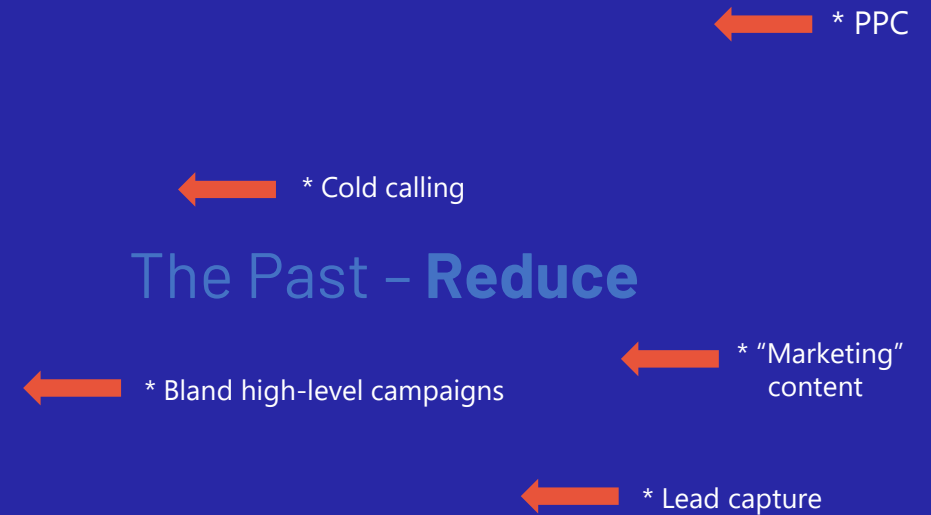 * PPC
* Cold calling
The Past – Reduce
* “Marketing”
content
* Bland high-level campaigns
* Lead capture